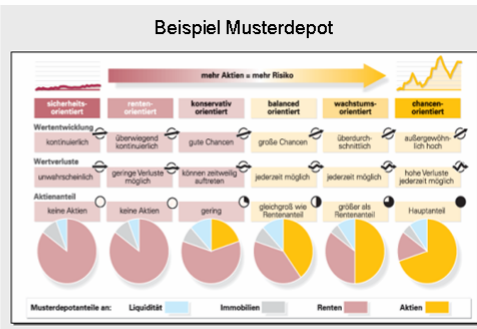 Beispiel Musterdepot
mehr Aktien = mehr Risiko
sicherheits-
orientiert
renten-
orientiert
konservativ
orientiert
balanced
orientiert
wachstums-
orientiert
chancen-
orientiert
Wertentwicklung
kontinuierlich
überwiegend
kontinuierlich
gute Chancen
große Chancen
überdurch-
schnittlich
außergewöhn-
lich hoch
Wertverluste
unwahrscheinlich
geringe Verluste
möglich
können zeitweilig
auftreten
jederzeit möglich
jederzeit möglich
hohe Verluste
jederzeit möglich
Aktienanteil
keine Aktien
keine Aktien
gering
gleichgroß wie
Rentenanteil
größer als
Rentenanteil
Hauptanteil
Musterdepotanteile an:
Liquidität
Immobilien
Renten
Aktien